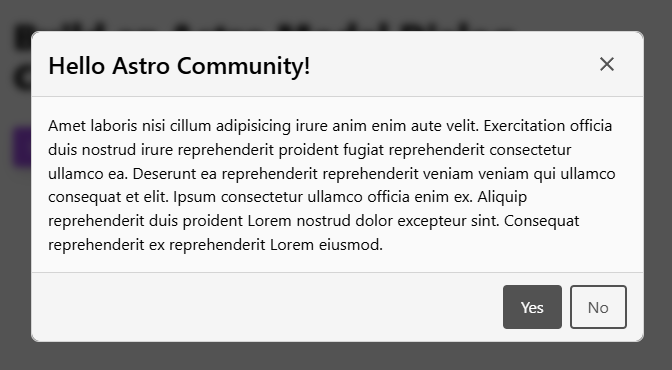 Hello Astro Community!
Amet laboris nisi cillum adipisicing irure anim enim aute velit. Exercitation officia
duis nostrud irure reprehenderit proident fugiat reprehenderit consectetur
ullamco ea. Deserunt ea reprehenderit reprehenderit veniam veniam qui ullamco
consequat et elit. Ipsum consectetur ullamco officia enim ex. Aliquip
reprehenderit duis proident Lorem nostrud dolor excepteur sint. Consequat
reprehenderit ex reprehenderit Lorem eiusmod.
Yes No